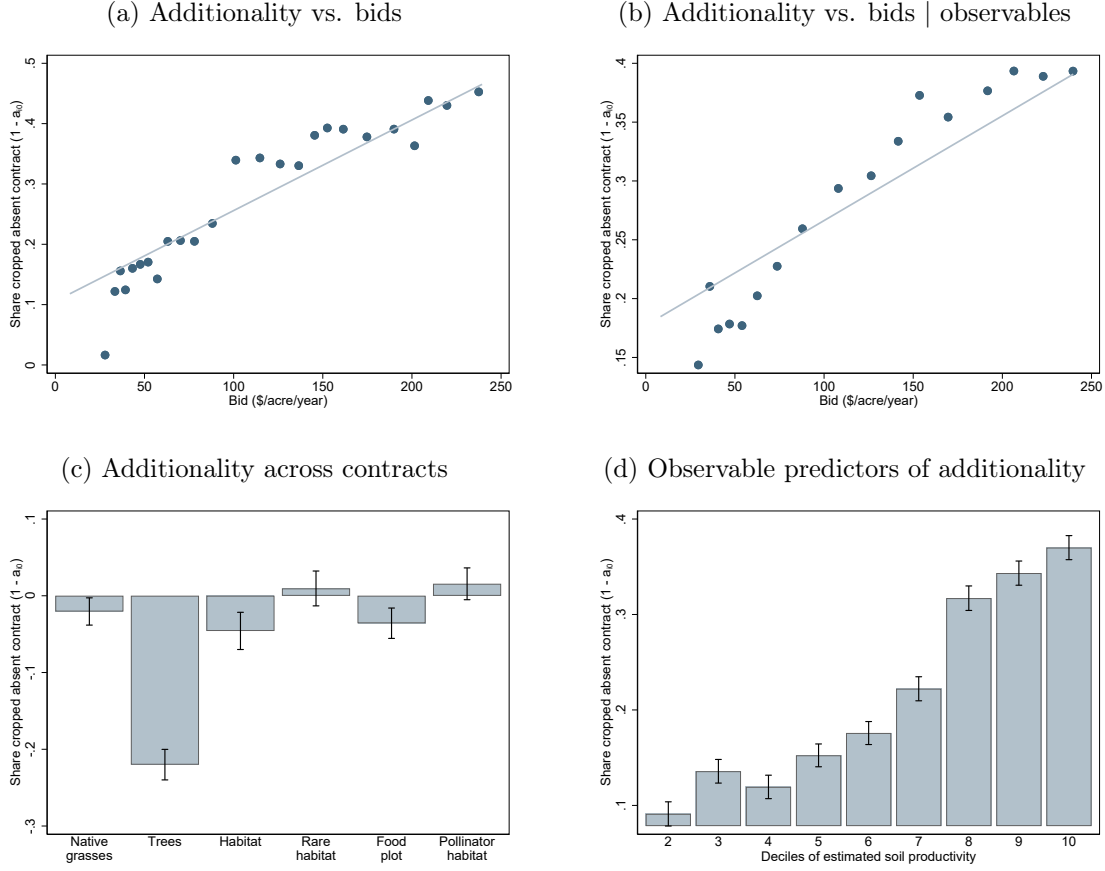 (a) Additionality vs. bids
Share cropped absent contract (1 - a_i0)
.5
.4
.3
.2
.1
0
0 50 100 150 200 250
Bid ($/acre/year)
(b) Additionality vs. bids | observables
Share cropped absent contract (1 - a_i0)
.4
.35
.3
.25
.2
.15
0 50 100 150 200 250
Bid ($/acre/year)
(c) Additionality across contracts
Share cropped absent contract (1 - a_i0)
.1
0
-.1
-.2
-.3
Native Trees Habitat Rare Food Pollinator
grasses habitat plot habitat
(d) Observable predictors of additionality
Share cropped absent contract (1 - a_i0)
.4
.3
.2
.1
2 3 4 5 6 7 8 9 10
Deciles of estimated soil productivity